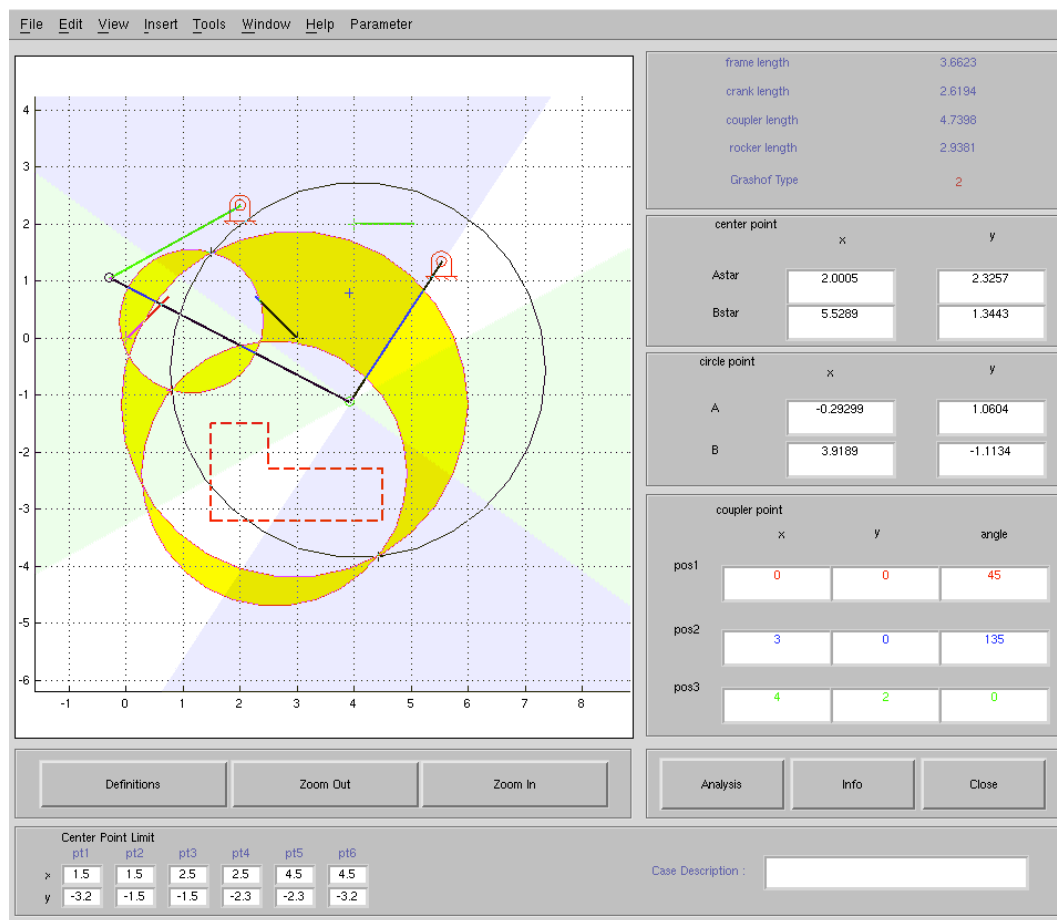 File Edit View Insert Tools Window Help Parameter
4
3
2
1
0
-1
-2
-3
-4
-5
-6
-1 0 1 2 3 4 5 6 7 8
frame length 3.6623
crank length 2.6194
coupler length 4.7398
rocker length 2.9381
Grashof Type 2
center point
x y
Astar 2.0005 2.3257
Bstar 5.5289 1.3443
circle point
x y
A -0.29299 1.0604
B 3.9189 -1.1134
coupler point
x y angle
pos1 0 0 45
pos2 3 0 135
pos3 4 2 0
Definitions Zoom Out Zoom In
Analysis Info Close
Center Point Limit
pt1 pt2 pt3 pt4 pt5 pt6
x 1.5 1.5 2.5 2.5 4.5 4.5
y -3.2 -1.5 -1.5 -2.3 -2.3 -3.2
Case Description :